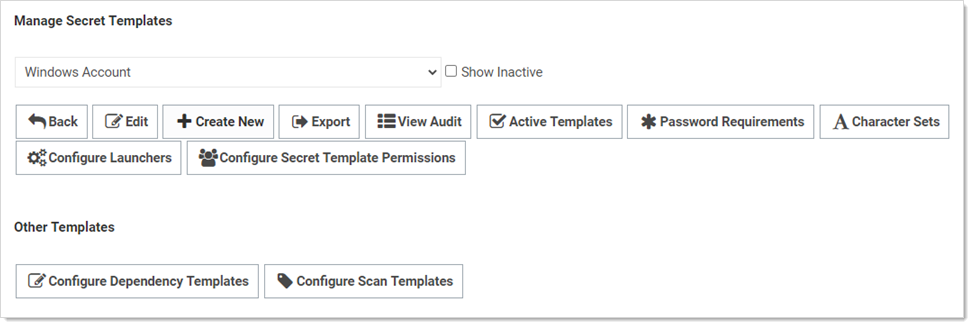 Manage Secret Templates
Windows Account Show Inactive
Back Edit Create New Export View Audit Active Templates Password Requirements Character Sets
Configure Launchers Configure Secret Template Permissions
Other Templates
Configure Dependency Templates Configure Scan Templates